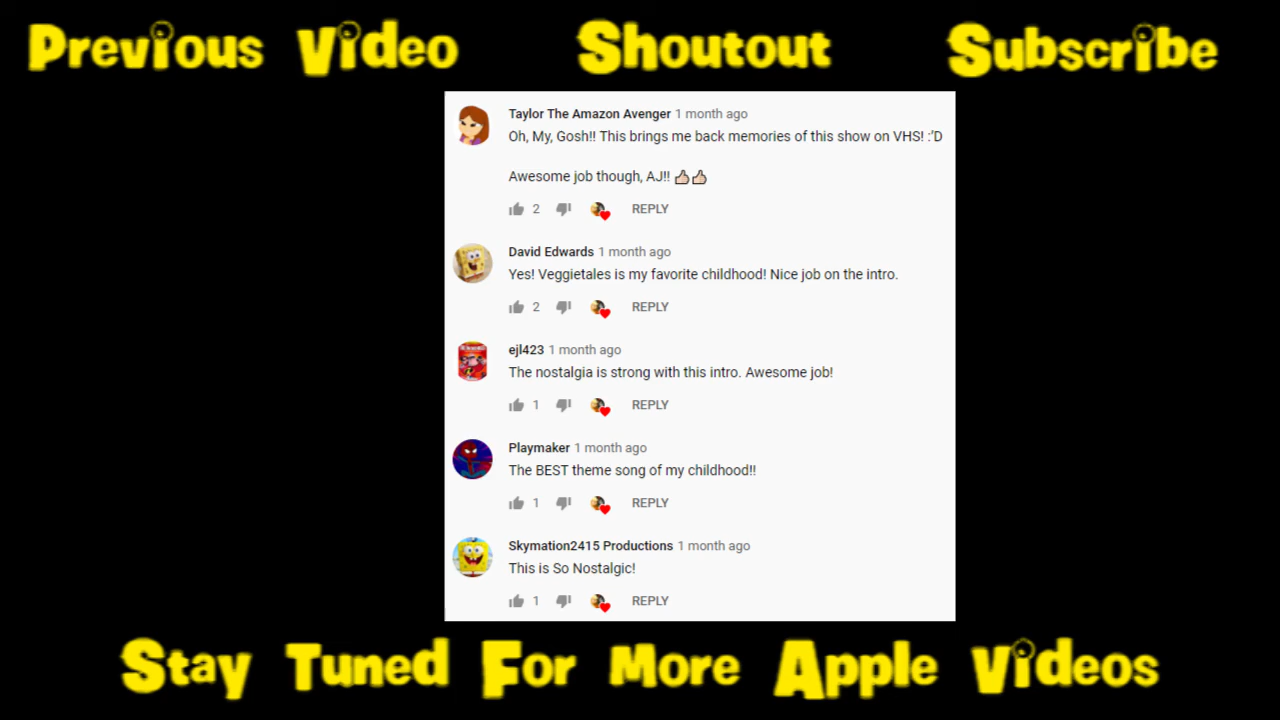 Previous Video Shoutout Subscribe
Taylor The Amazon Avenger 1 month ago
Oh, My, Gosh!! This brings me back memories of this show on VHS! :'D
Awesome job though, AJ!! 👍🏻👍🏻
2 REPLY
David Edwards 1 month ago
Yes! Veggietales is my favorite childhood! Nice job on the intro.
2 REPLY
ejl423 1 month ago
The nostalgia is strong with this intro. Awesome job!
1 REPLY
Playmaker 1 month ago
The BEST theme song of my childhood!!
1 REPLY
Skymation2415 Productions 1 month ago
This is So Nostalgic!
1 REPLY
Stay Tuned For More Apple Videos